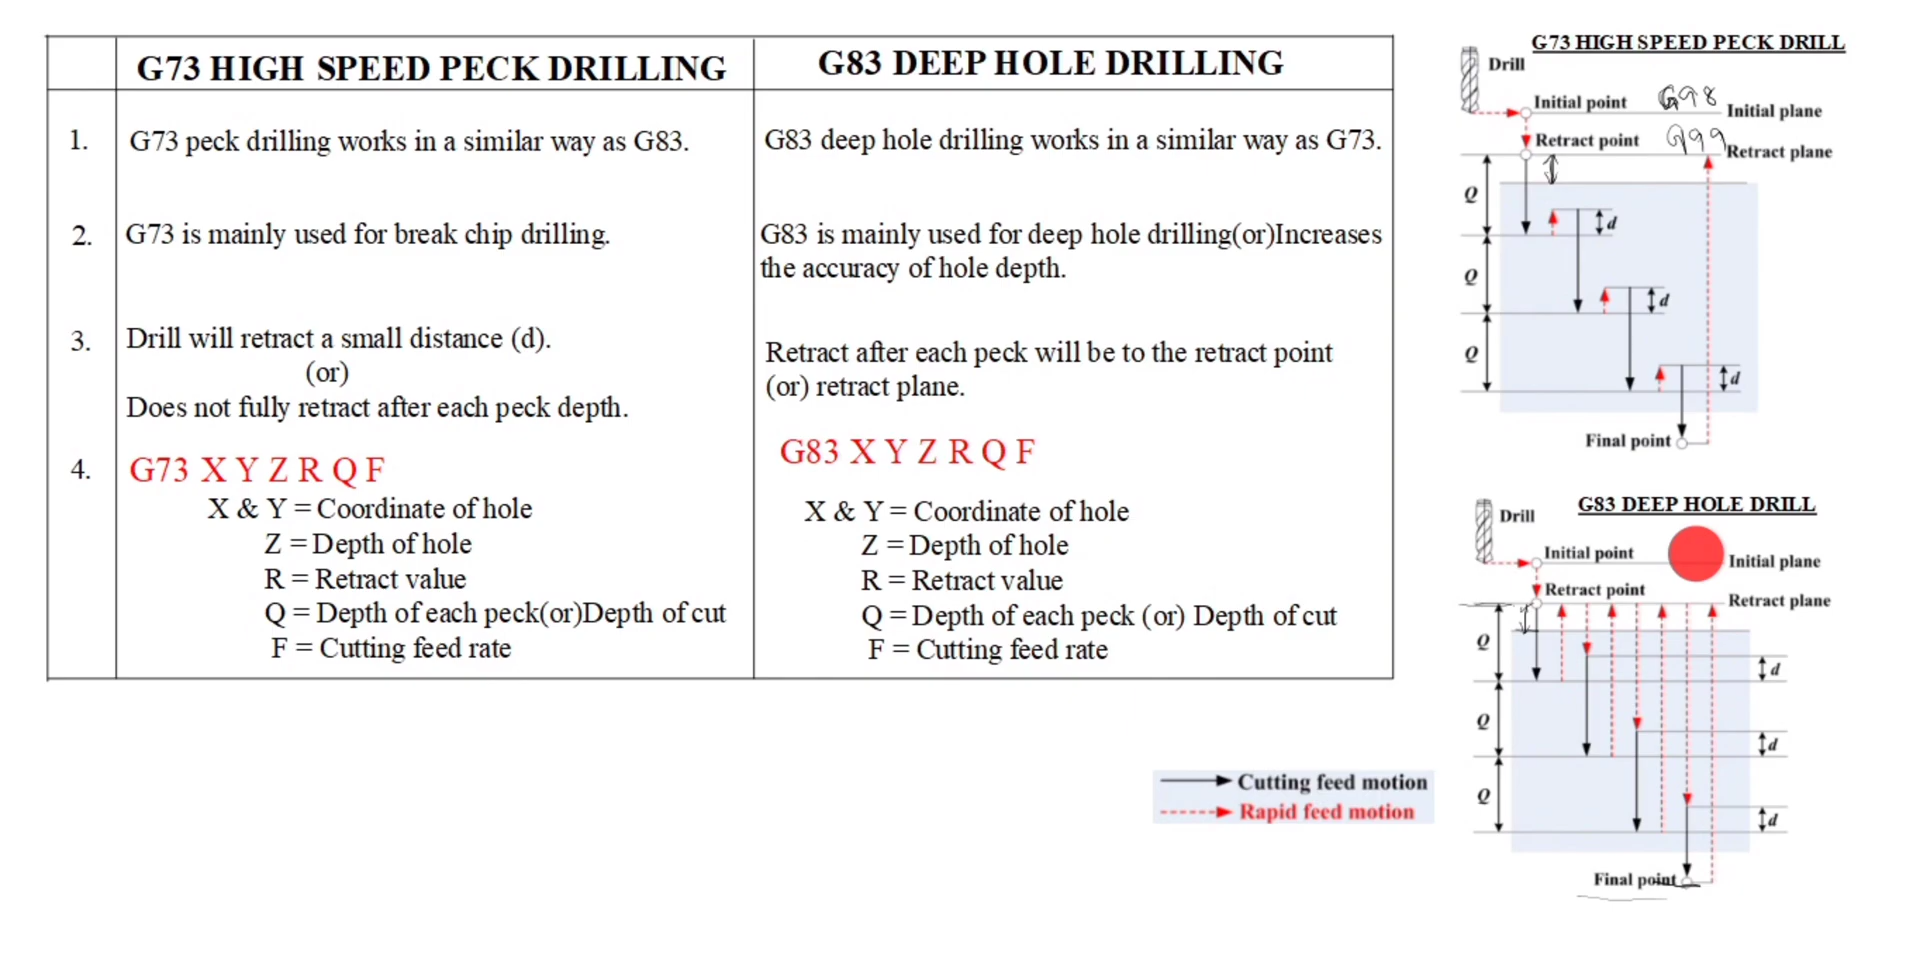 G73 HIGH SPEED PECK DRILLING
G83 DEEP HOLE DRILLING
1.
G73 peck drilling works in a similar way as G83.
G83 deep hole drilling works in a similar way as G73.
2.
G73 is mainly used for break chip drilling.
G83 is mainly used for deep hole drilling(or)Increases
the accuracy of hole depth.
3.
Drill will retract a small distance (d).
(or)
Does not fully retract after each peck depth.
Retract after each peck will be to the retract point
(or) retract plane.
4.
G73 X Y Z R Q F
X & Y = Coordinate of hole
Z = Depth of hole
R = Retract value
Q = Depth of each peck(or)Depth of cut
F = Cutting feed rate
G83 X Y Z R Q F
X & Y = Coordinate of hole
Z = Depth of hole
R = Retract value
Q = Depth of each peck (or) Depth of cut
F = Cutting feed rate
Cutting feed motion
Rapid feed motion
G73 HIGH SPEED PECK DRILL
Drill
Initial point G98 Initial plane
Retract point G99 Retract plane
Q
d
Q
d
Q
d
Final point
G83 DEEP HOLE DRILL
Drill
Initial point Initial plane
Retract point Retract plane
Q
d
Q
d
Q
d
Final point